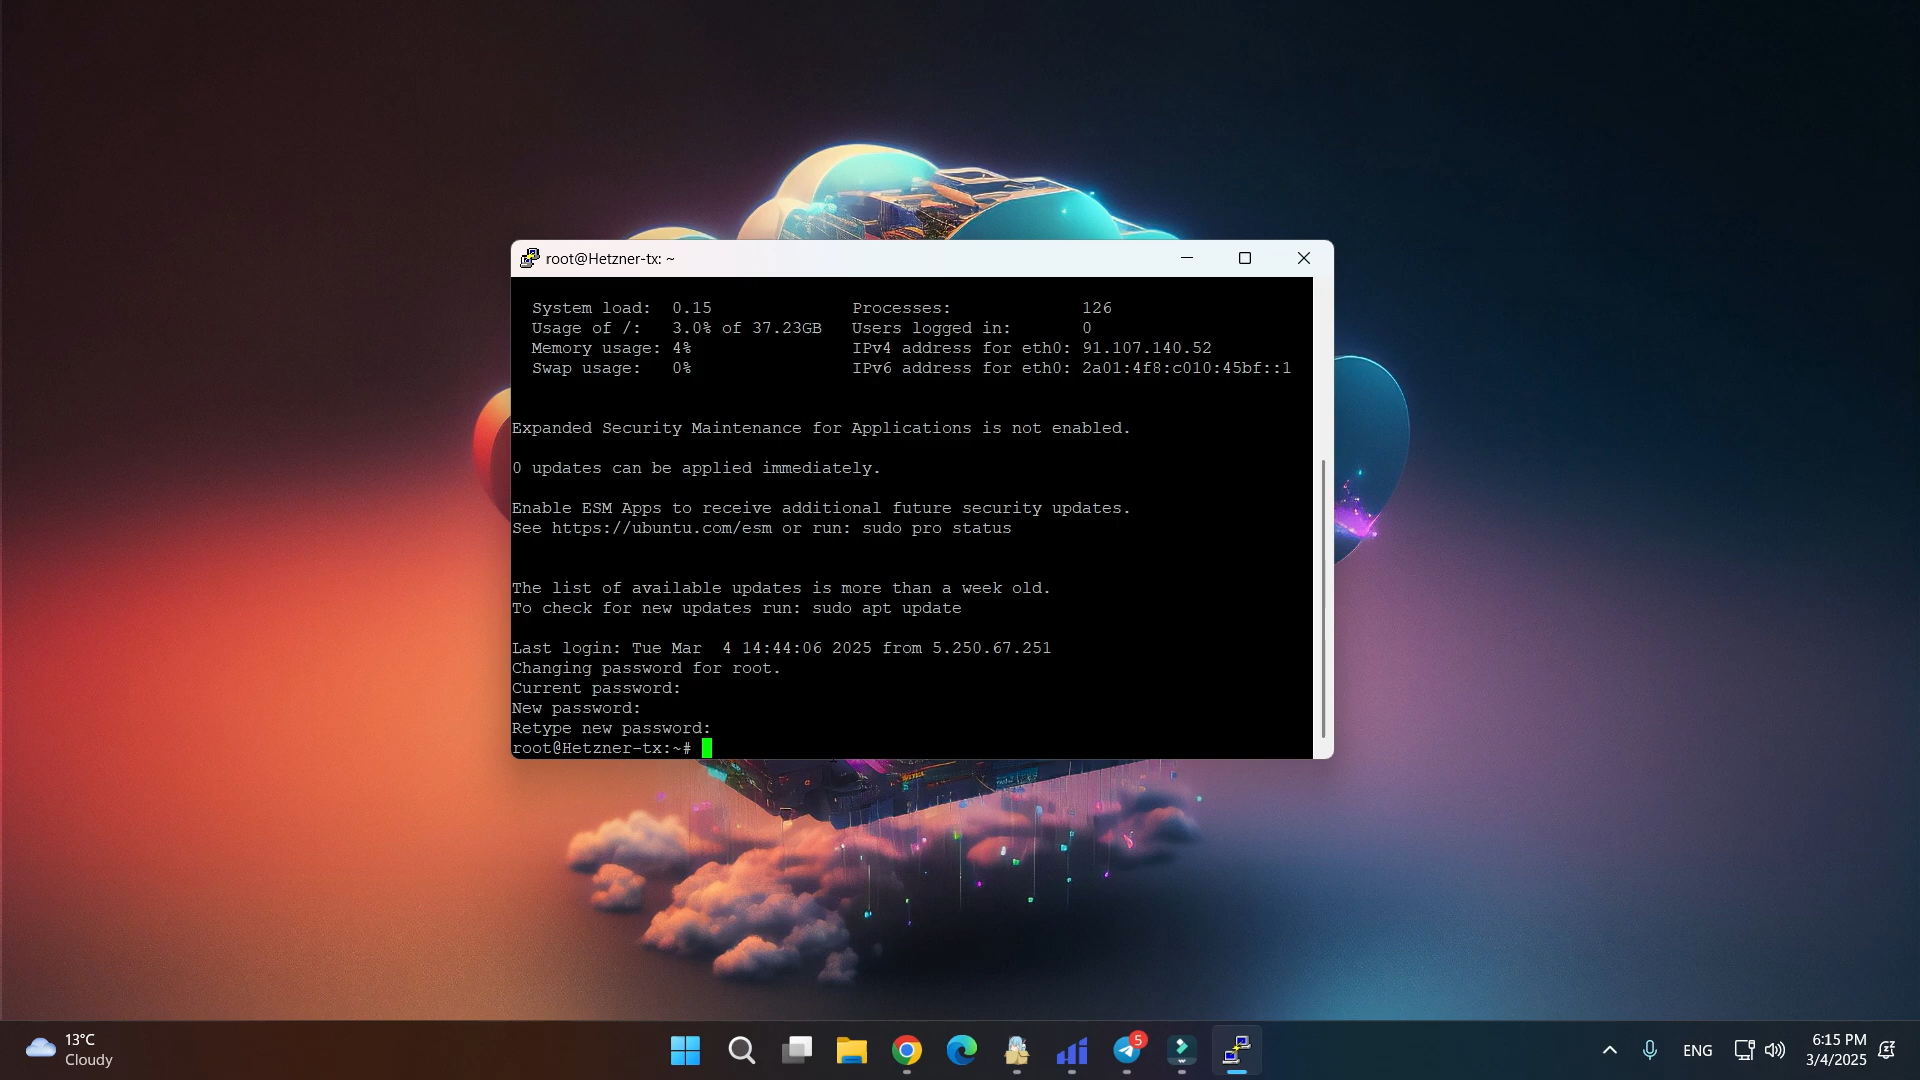 root@Hetzner-tx: ~
System load: 0.15 Processes: 126
Usage of /: 3.0% of 37.23GB Users logged in: 0
Memory usage: 4% IPv4 address for eth0: 91.107.140.52
Swap usage: 0% IPv6 address for eth0: 2a01:4f8:c010:45bf::1
Expanded Security Maintenance for Applications is not enabled.
0 updates can be applied immediately.
Enable ESM Apps to receive additional future security updates.
See https://ubuntu.com/esm or run: sudo pro status
The list of available updates is more than a week old.
To check for new updates run: sudo apt update
Last login: Tue Mar  4 14:44:06 2025 from 5.250.67.251
Changing password for root.
Current password:
New password:
Retype new password:
root@Hetzner-tx:~#
13°C
Cloudy
5
ENG
6:15 PM
3/4/2025